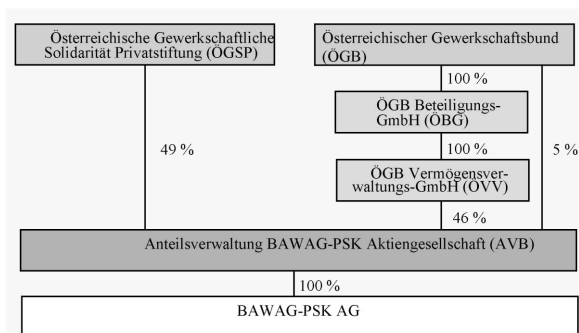 Österreichische Gewerkschaftliche
Solidarität Privatstiftung (ÖGSP)
Österreichischer Gewerkschaftsbund
(ÖGB)
100 %
ÖGB Beteiligungs-
GmbH (ÖBG)
49 %
100 %
5 %
ÖGB Vermögensver-
waltungs-GmbH (ÖVV)
46 %
Anteilsverwaltung BAWAG-PSK Aktiengesellschaft (AVB)
100 %
BAWAG-PSK AG